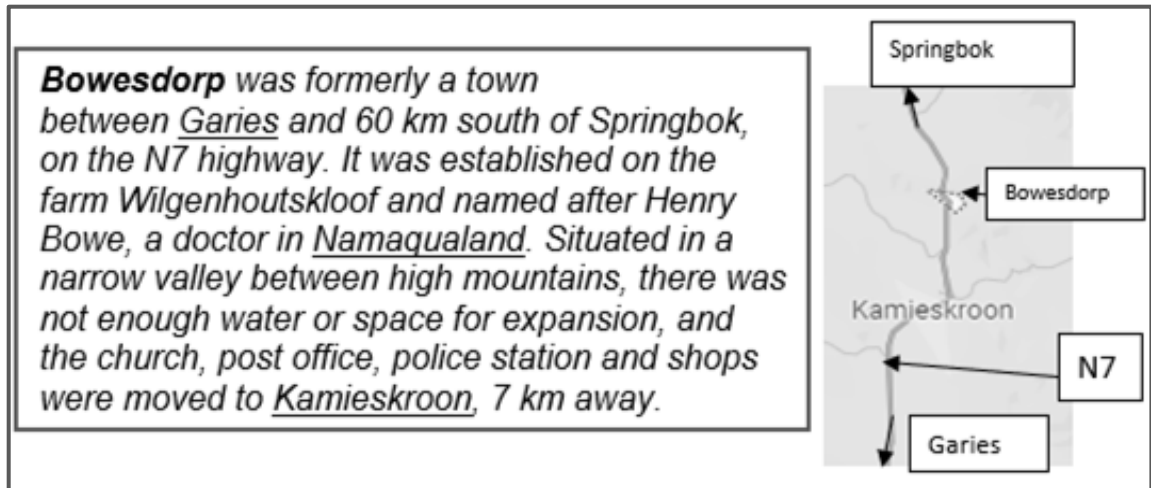 Bowesdorp was formerly a town
between Garies and 60 km south of Springbok,
on the N7 highway. It was established on the
farm Wilgenhoutskloof and named after Henry
Bowe, a doctor in Namaqualand. Situated in a
narrow valley between high mountains, there was
not enough water or space for expansion, and
the church, post office, police station and shops
were moved to Kamieskroon, 7 km away.
Springbok
Bowesdorp
Kamieskroon
N7
Garies